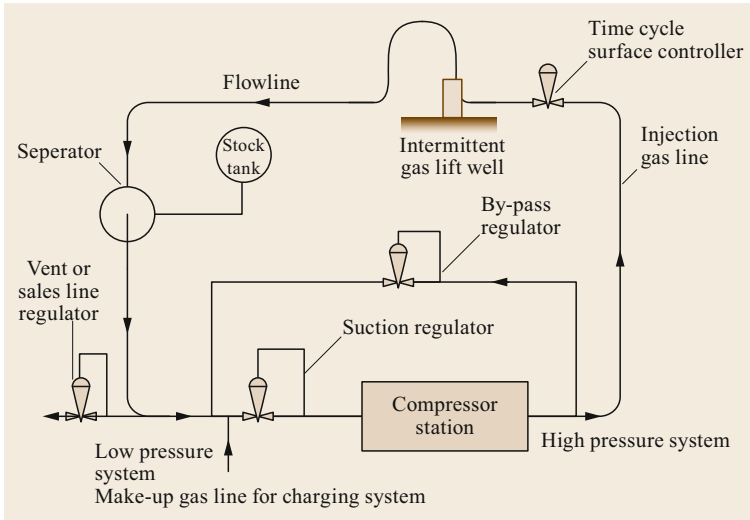 Time cycle
surface controller
Flowline
Injection
gas line
Seperator
Stock
tank
Intermittent
gas lift well
By-pass
regulator
Vent or
sales line
regulator
Suction regulator
Compressor
station
High pressure system
Low pressure
system
Make-up gas line for charging system